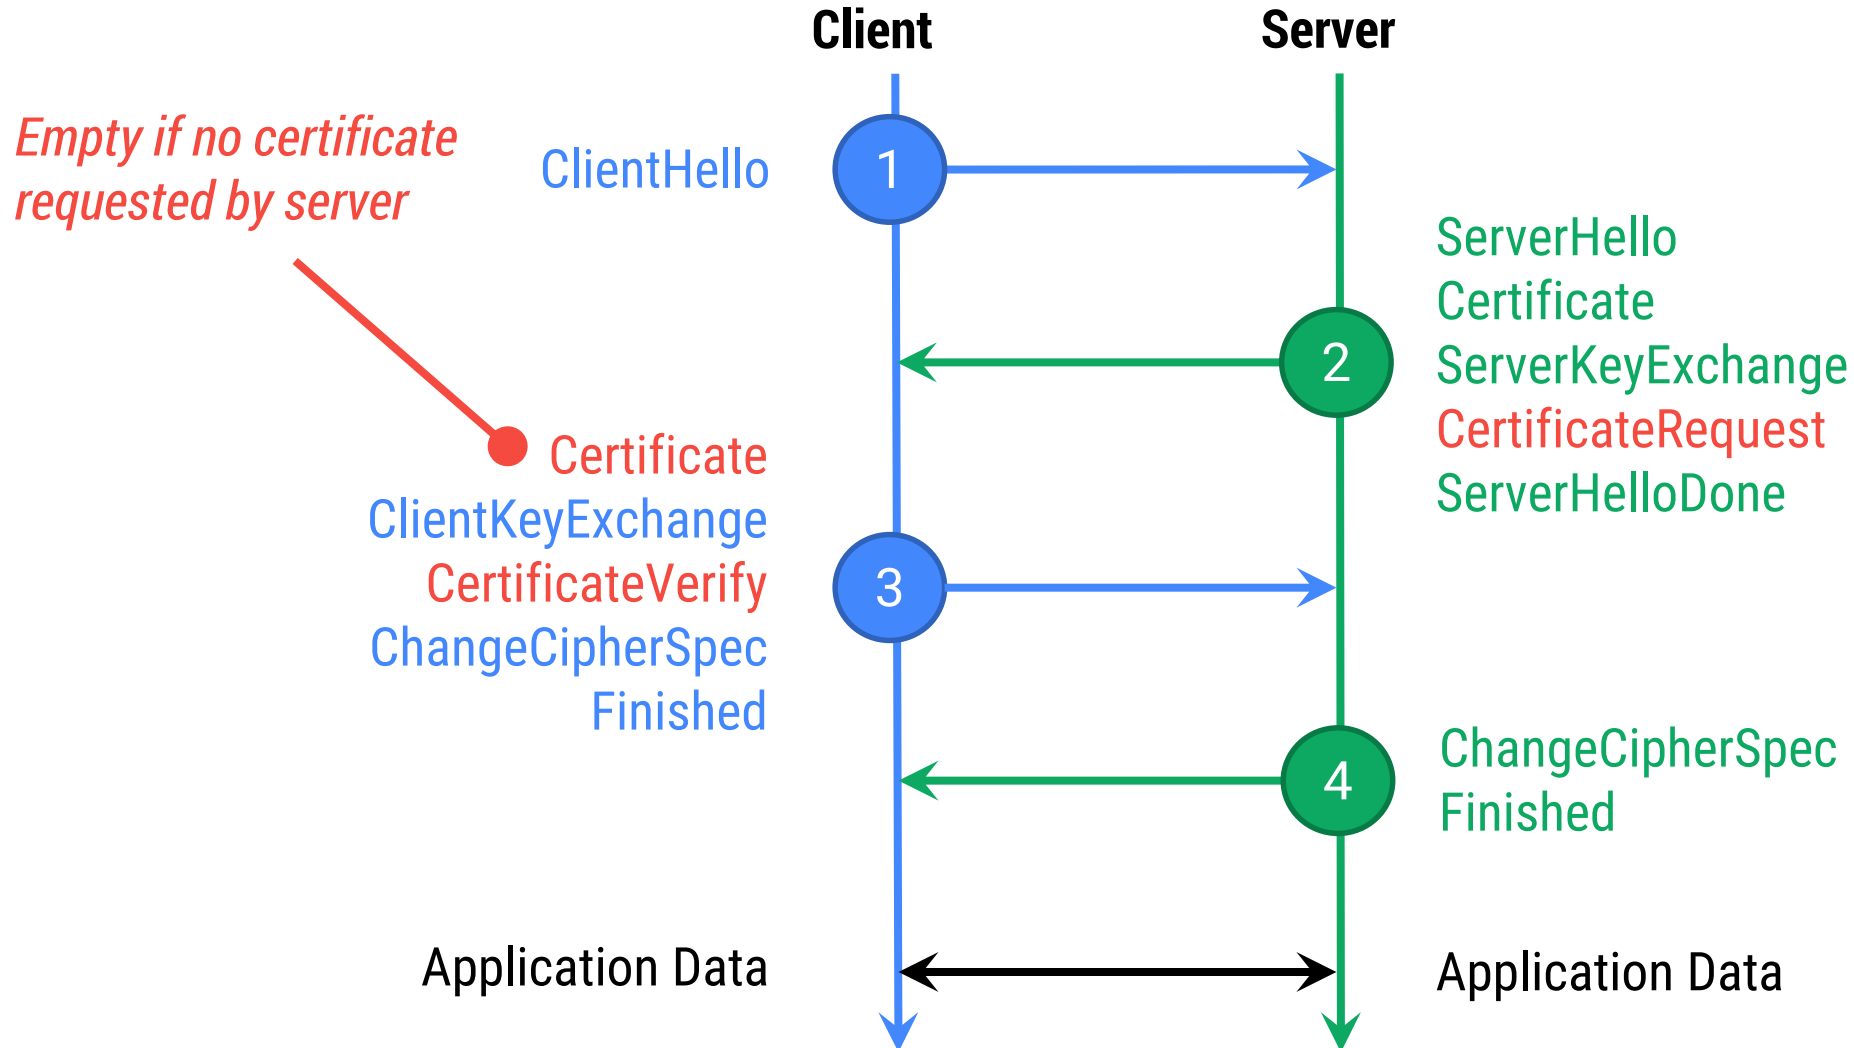 Client
Server
Empty if no certificate
requested by server
ClientHello
1
ServerHello
Certificate
ServerKeyExchange
CertificateRequest
ServerHelloDone
2
Certificate
ClientKeyExchange
CertificateVerify
ChangeCipherSpec
Finished
3
4
ChangeCipherSpec
Finished
Application Data
Application Data